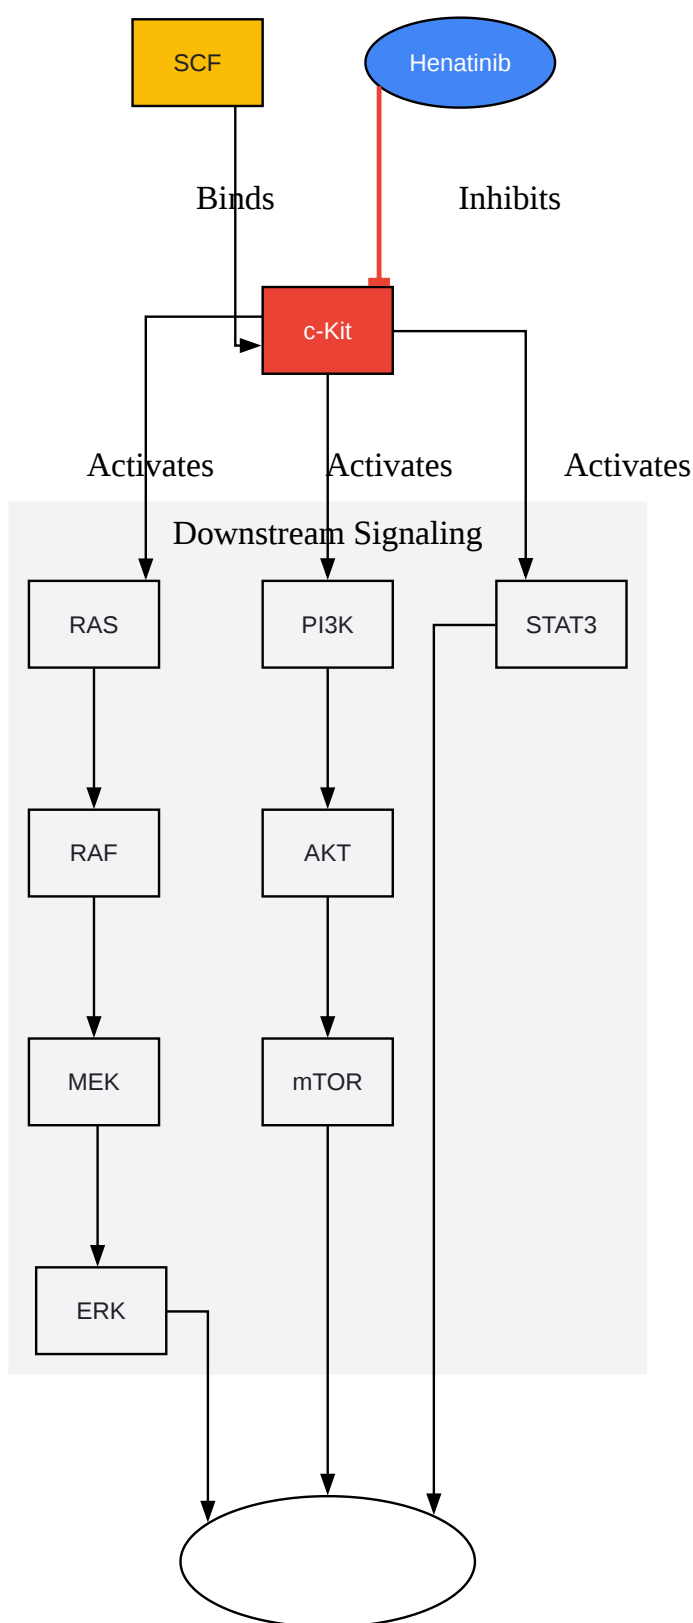 SCF
Henatinib
Binds
Inhibits
c-Kit
Activates
Activates
Activates
Downstream Signaling
RAS
PI3K
STAT3
RAF
AKT
MEK
mTOR
ERK